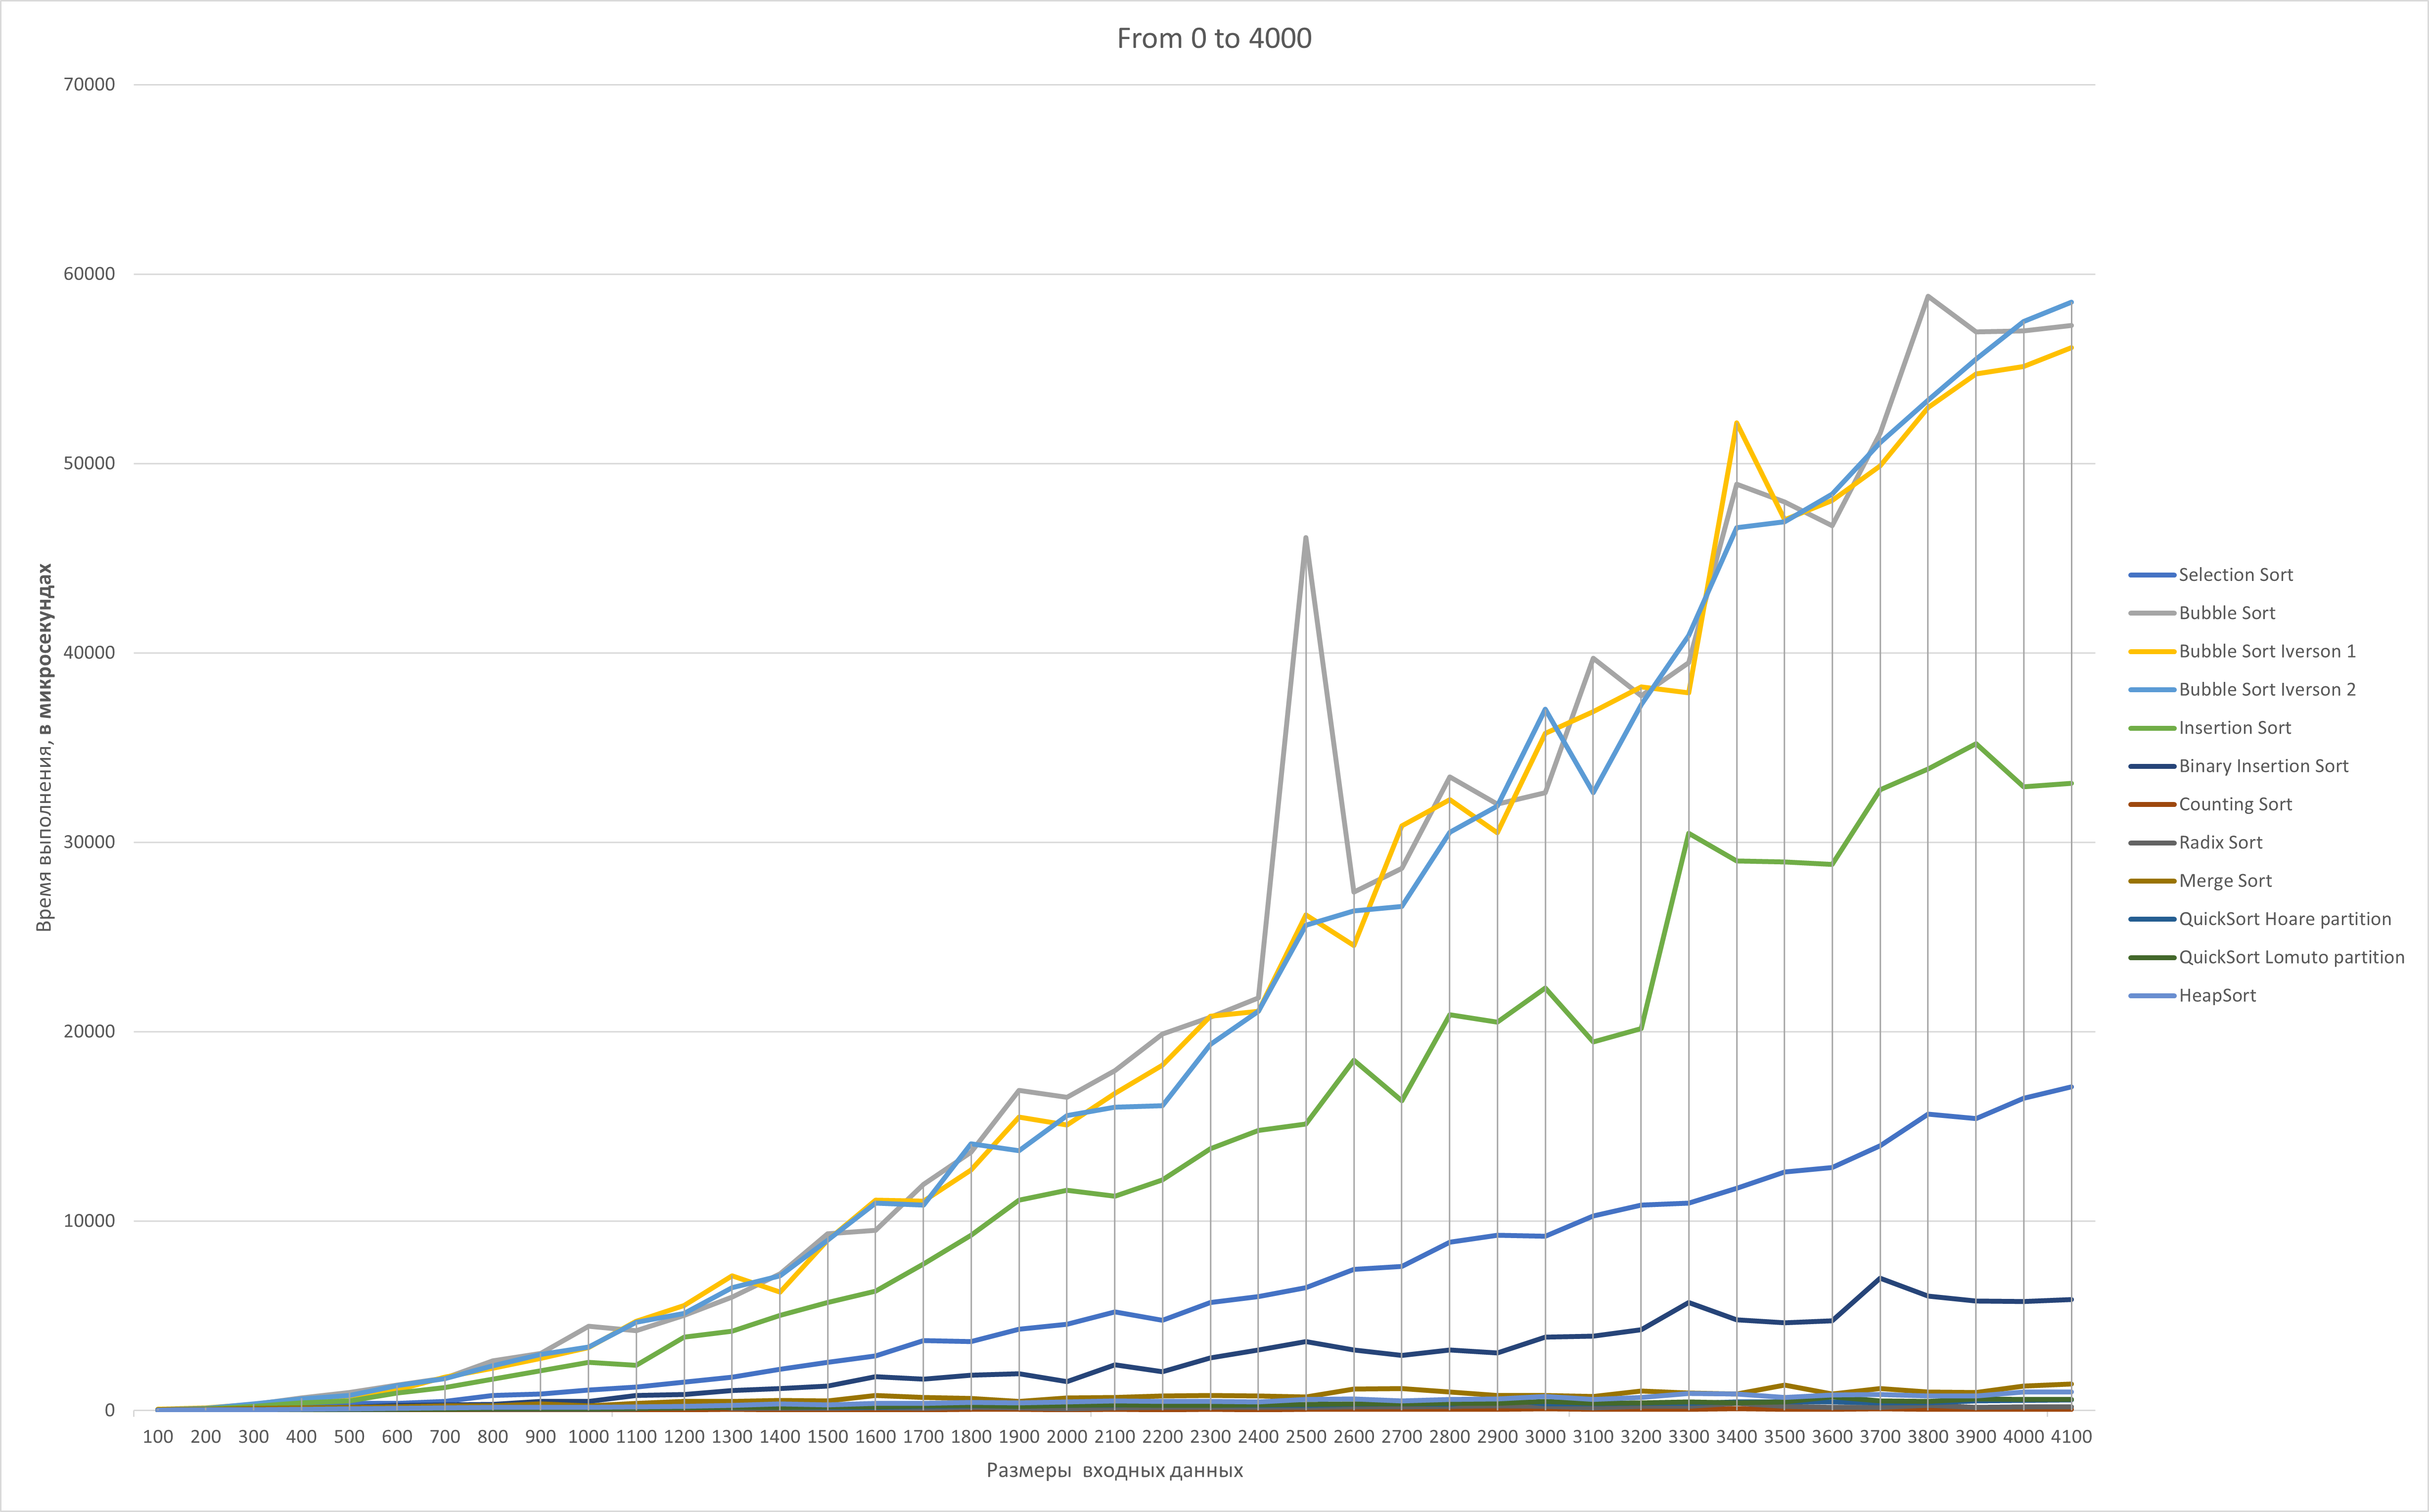 From 0 to 4000
70000
60000
50000
40000
30000
20000
10000
0
Время выполнения, в микросекундах
100 200 300 400 500 600 700 800 900 1000 1100 1200 1300 1400 1500 1600 1700 1800 1900 2000 2100 2200 2300 2400 2500 2600 2700 2800 2900 3000 3100 3200 3300 3400 3500 3600 3700 3800 3900 4000 4100
Размеры  входных данных
Selection Sort
Bubble Sort
Bubble Sort Iverson 1
Bubble Sort Iverson 2
Insertion Sort
Binary Insertion Sort
Counting Sort
Radix Sort
Merge Sort
QuickSort Hoare partition
QuickSort Lomuto partition
HeapSort